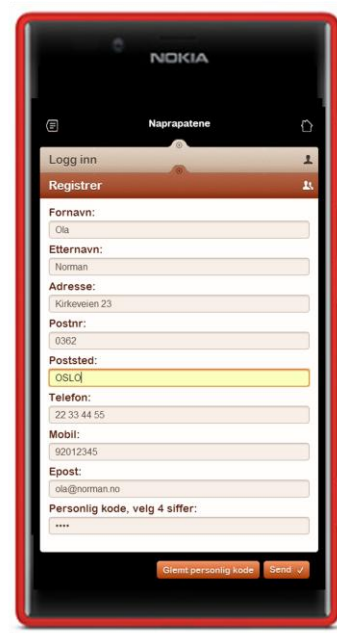 NOKIA
Naprapatene
Logg inn
Registrer
Fornavn:
Ola
Etternavn:
Norman
Adresse:
Kirkeveien 23
Postnr:
0362
Poststed:
OSLO
Telefon:
22 33 44 55
Mobil:
92012345
Epost:
ola@norman.no
Personlig kode, velg 4 siffer:
••••
Glemt personlig kode Send ✓